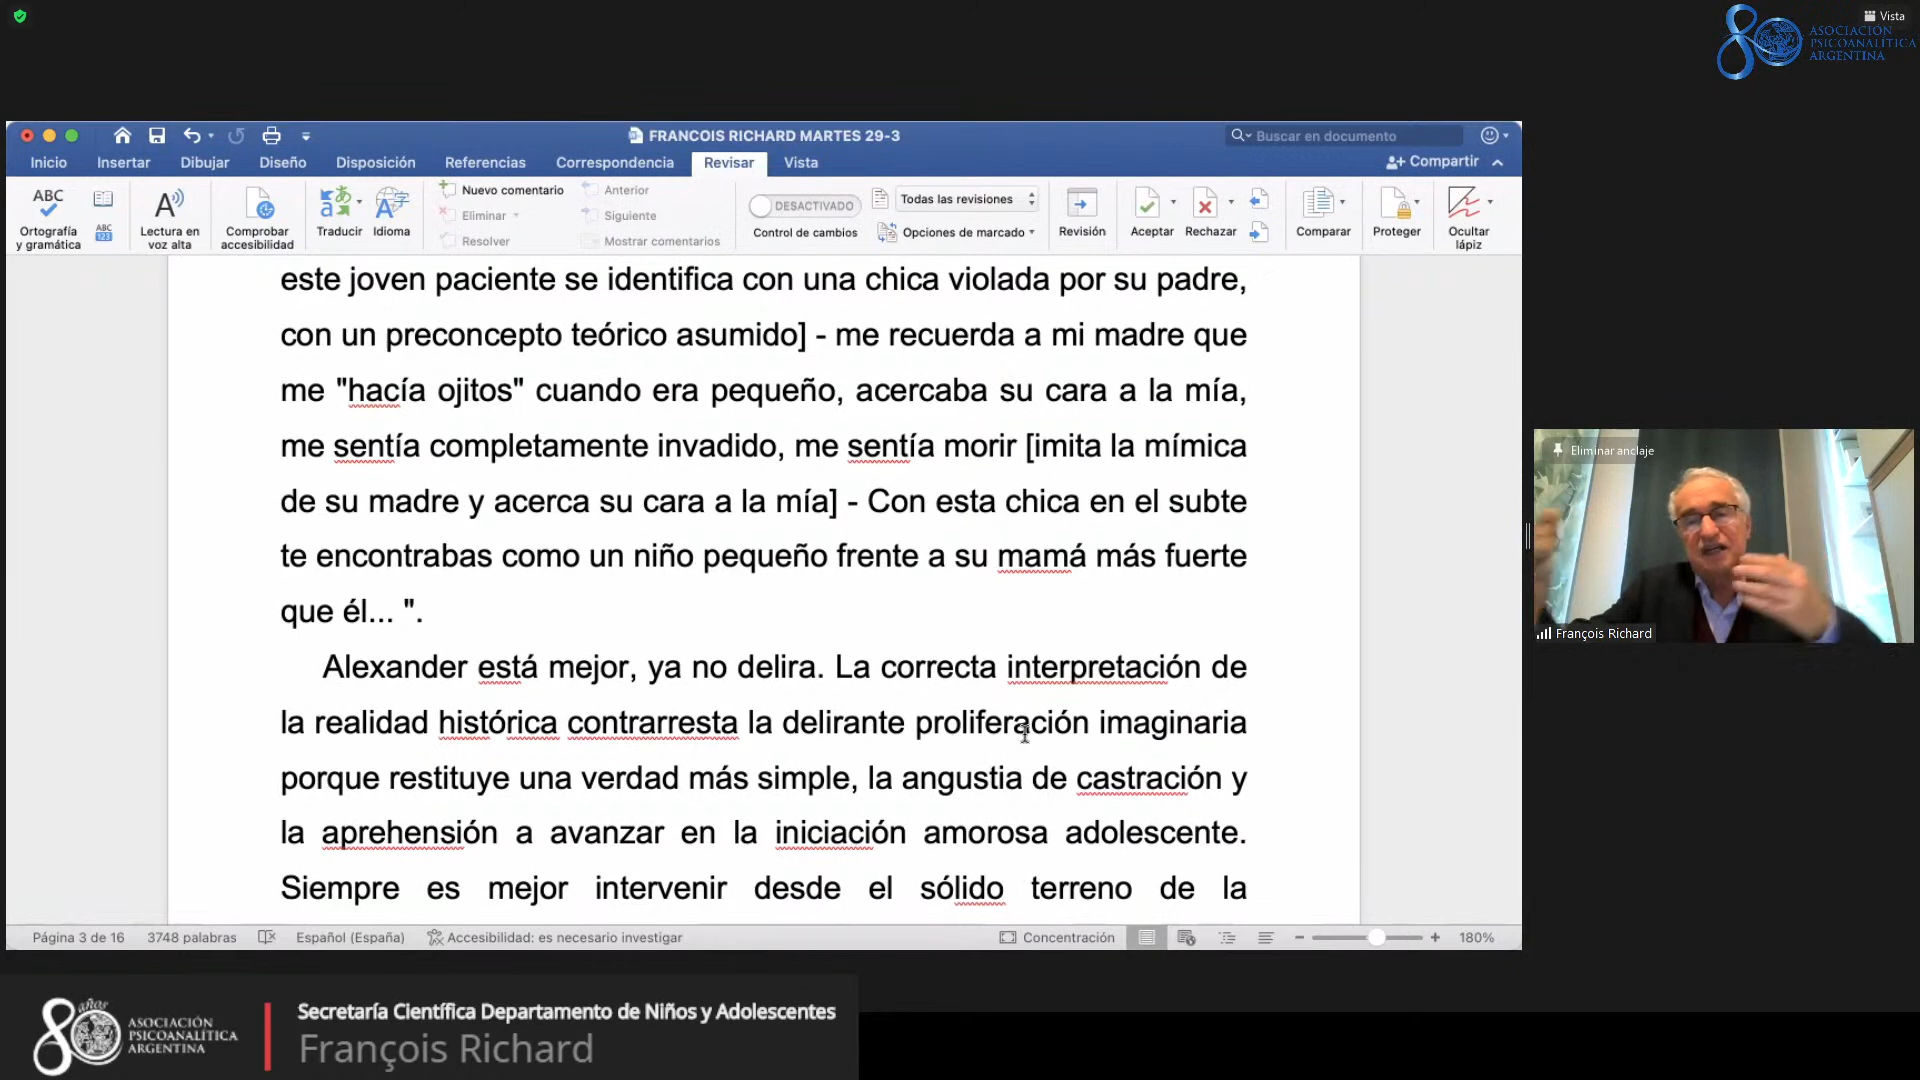 Vista
ASOCIACIÓN
PSICOANALÍTICA
ARGENTINA
FRANCOIS RICHARD MARTES 29-3
Buscar en documento
Inicio Insertar Dibujar Diseño Disposición Referencias Correspondencia Revisar Vista
Compartir
ABC
Ortografía
y gramática
ABC
123
Lectura en
voz alta
Comprobar
accesibilidad
Traducir
Idioma
Nuevo comentario
Eliminar
Resolver
Anterior
Siguiente
Mostrar comentarios
DESACTIVADO
Control de cambios
Todas las revisiones
Opciones de marcado
Revisión
Aceptar
Rechazar
Comparar
Proteger
Ocultar
lápiz
este joven paciente se identifica con una chica violada por su padre,
con un preconcepto teórico asumido] - me recuerda a mi madre que
me "hacía ojitos" cuando era pequeño, acercaba su cara a la mía,
me sentía completamente invadido, me sentía morir [imita la mímica
de su madre y acerca su cara a la mía] - Con esta chica en el subte
te encontrabas como un niño pequeño frente a su mamá más fuerte
que él... ".
Alexander está mejor, ya no delira. La correcta interpretación de
la realidad histórica contrarresta la delirante proliferación imaginaria
porque restituye una verdad más simple, la angustia de castración y
la aprehensión a avanzar en la iniciación amorosa adolescente.
Siempre es mejor intervenir desde el sólido terreno de la
Página 3 de 16 3748 palabras Español (España) Accesibilidad: es necesario investigar Concentración 180%
Eliminar anclaje
François Richard
80 años
ASOCIACIÓN
PSICOANALÍTICA
ARGENTINA
Secretaría Científica Departamento de Niños y Adolescentes
François Richard